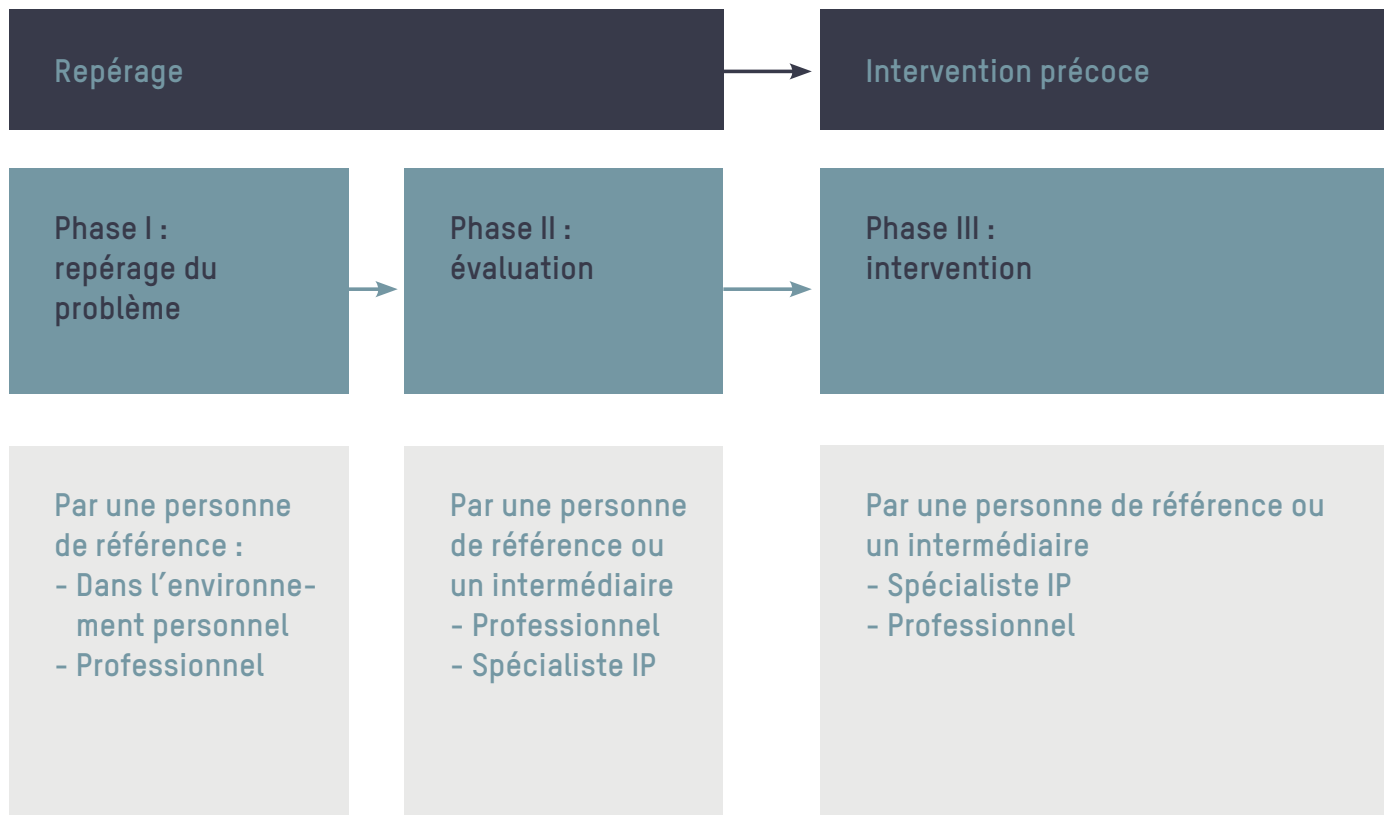 Repérage
Intervention précoce
Phase I :
repérage du
problème
Phase II :
évaluation
Phase III :
intervention
Par une personne
de référence :
- Dans l’environne-
ment personnel
- Professionnel
Par une personne
de référence ou
un intermédiaire
- Professionnel
- Spécialiste IP
Par une personne de référence ou
un intermédiaire
- Spécialiste IP
- Professionnel